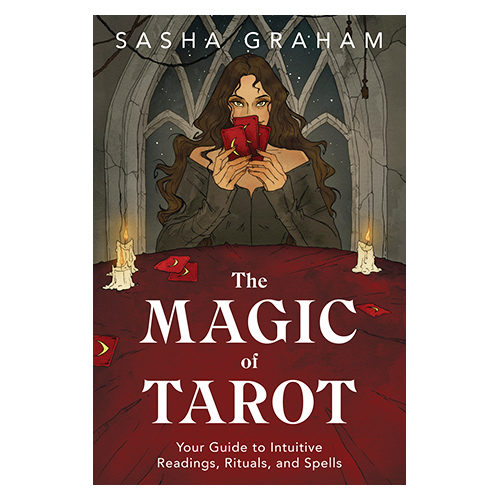 SASHA GRAHAM
The
MAGIC
of
TAROT
Your Guide to Intuitive
Readings, Rituals, and Spells